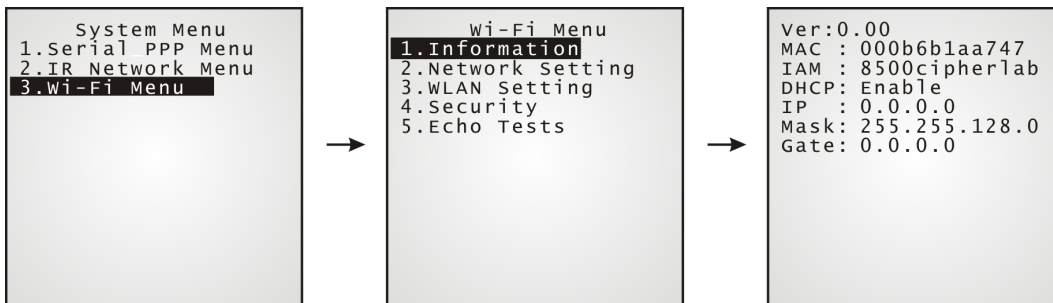 System Menu
1.Serial PPP Menu
2.IR Network Menu
3.Wi-Fi Menu
Wi-Fi Menu
1.Information
2.Network Setting
3.WLAN Setting
4.Security
5.Echo Tests
Ver:0.00
MAC : 000b6b1aa747
IAM : 8500cipherlab
DHCP: Enable
IP : 0.0.0.0
Mask: 255.255.128.0
Gate: 0.0.0.0